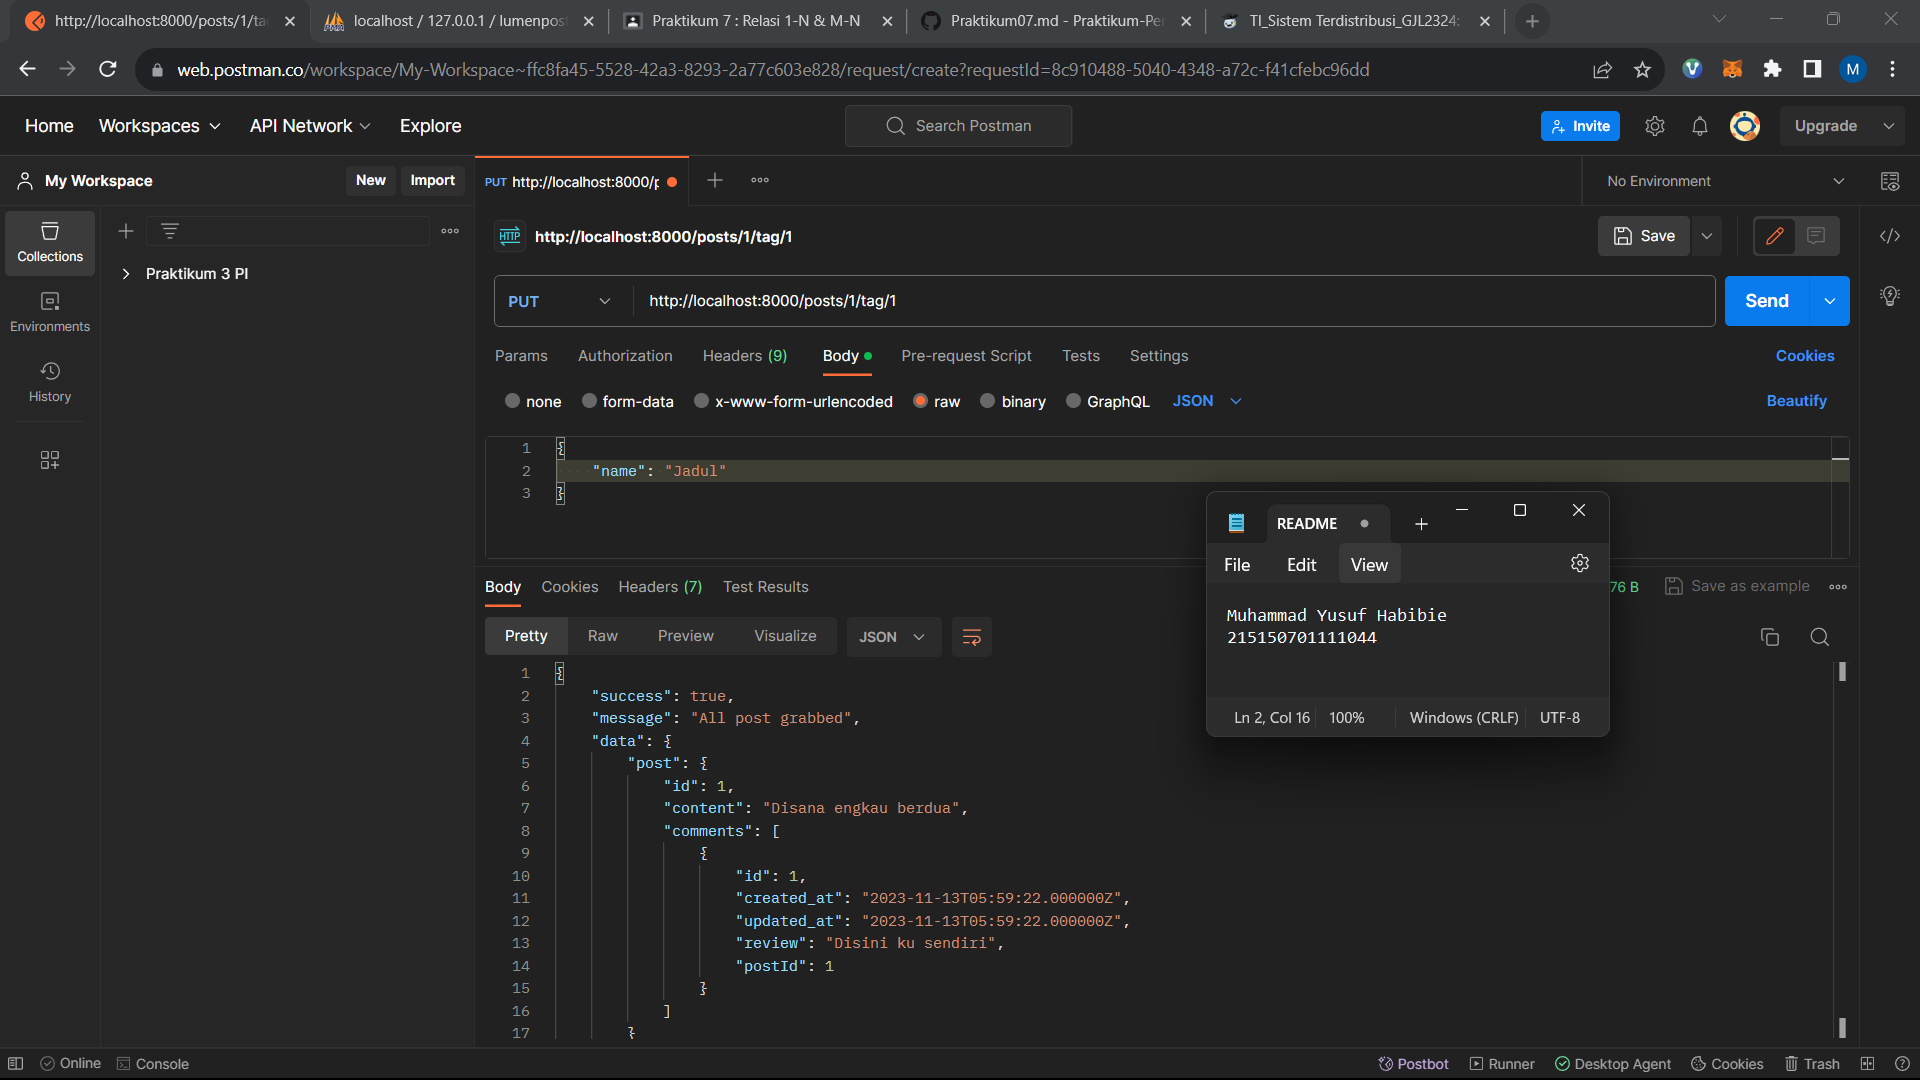 http://localhost:8000/posts/1/ta
localhost / 127.0.0.1 / lumenpost
Praktikum 7 : Relasi 1-N & M-N
Praktikum07.md - Praktikum-Pe
TI_Sistem Terdistribusi_GJL2324:
web.postman.co/workspace/My-Workspace~ffc8fa45-5528-42a3-8293-2a77c603e828/request/create?requestId=8c910488-5040-4348-a72c-f41cfebc96dd
M
Home Workspaces API Network Explore
Search Postman
Invite
Upgrade
My Workspace
New Import
PUT http://localhost:8000/p
No Environment
Collections
Praktikum 3 PI
Environments
History
HTTP http://localhost:8000/posts/1/tag/1
Save
PUT http://localhost:8000/posts/1/tag/1
Send
Params Authorization Headers (9) Body Pre-request Script Tests Settings
Cookies
none form-data x-www-form-urlencoded raw binary GraphQL JSON
Beautify
1 {
2 "name": "Jadul"
3 }
README
File Edit View
Muhammad Yusuf Habibie
215150701111044
Ln 2, Col 16 100% Windows (CRLF) UTF-8
Body Cookies Headers (7) Test Results
76 B Save as example
Pretty Raw Preview Visualize JSON
1 {
2 "success": true,
3 "message": "All post grabbed",
4 "data": {
5 "post": {
6 "id": 1,
7 "content": "Disana engkau berdua",
8 "comments": [
9 {
10 "id": 1,
11 "created_at": "2023-11-13T05:59:22.000000Z",
12 "updated_at": "2023-11-13T05:59:22.000000Z",
13 "review": "Disini ku sendiri",
14 "postId": 1
15 }
16 ]
17 }
Online Console
Postbot Runner Desktop Agent Cookies Trash